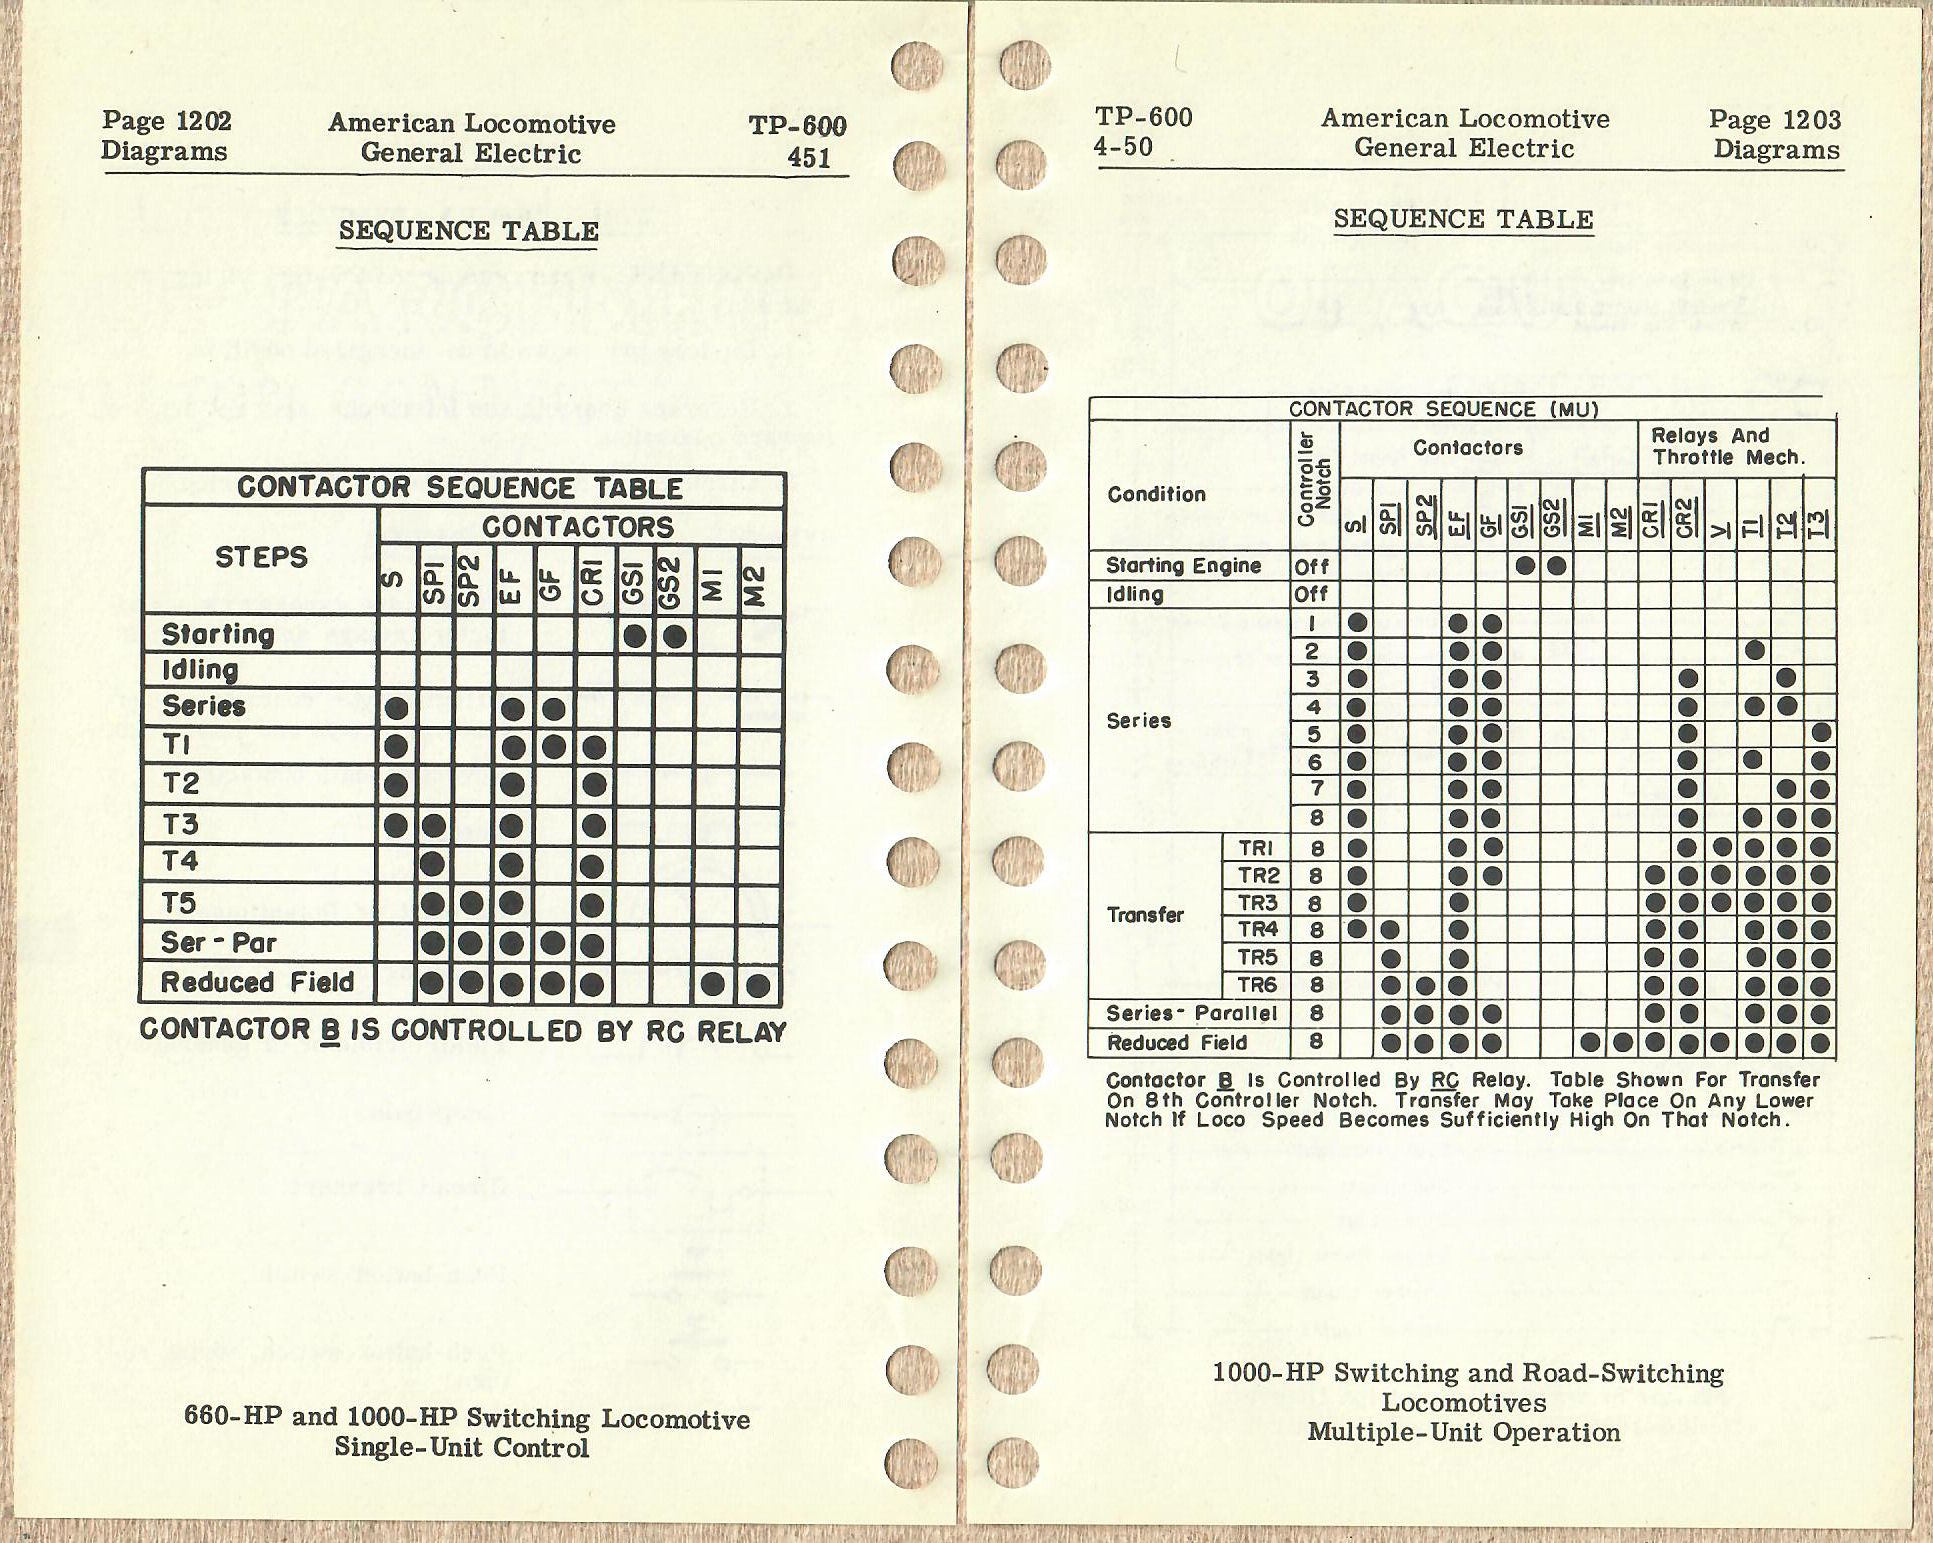 Page 1202 American Locomotive TP-600
Diagrams General Electric 451
SEQUENCE TABLE
CONTACTOR SEQUENCE TABLE
STEPS CONTACTORS
S SP1 SP2 EF GF CR1 GS1 GS2 M1 M2
Starting ● ●
Idling
Series ● ● ●
T1 ● ● ● ●
T2 ● ● ●
T3 ● ● ● ●
T4 ● ● ●
T5 ● ● ● ●
Ser - Par ● ● ● ● ●
Reduced Field ● ● ● ● ● ● ●
CONTACTOR B IS CONTROLLED BY RC RELAY
660-HP and 1000-HP Switching Locomotive
Single-Unit Control
TP-600 American Locomotive Page 1203
4-50 General Electric Diagrams
SEQUENCE TABLE
CONTACTOR SEQUENCE (MU)
Condition Controller Notch Contactors Relays And
Throttle Mech.
S SP1 SP2 EF GF GS1 GS2 M1 M2 CR1 CR2 V T1 T2 T3
Starting Engine Off ● ●
Idling Off
Series
1 ● ● ●
2 ● ● ● ●
3 ● ● ● ● ●
4 ● ● ● ● ● ●
5 ● ● ● ● ●
6 ● ● ● ● ● ●
7 ● ● ● ● ● ●
8 ● ● ● ● ● ● ●
Transfer
TR1 8 ● ● ● ● ● ● ● ●
TR2 8 ● ● ● ● ● ● ● ● ●
TR3 8 ● ● ● ● ● ● ● ●
TR4 8 ● ● ● ● ● ● ● ●
TR5 8 ● ● ● ● ● ● ●
TR6 8 ● ● ● ● ● ● ● ●
Series- Parallel 8 ● ● ● ● ● ● ● ● ●
Reduced Field 8 ● ● ● ● ● ● ● ● ● ● ● ●
Contactor B Is Controlled By RC Relay. Table Shown For Transfer
On 8th Controller Notch. Transfer May Take Place On Any Lower
Notch If Loco Speed Becomes Sufficiently High On That Notch.
1000-HP Switching and Road-Switching
Locomotives
Multiple-Unit Operation